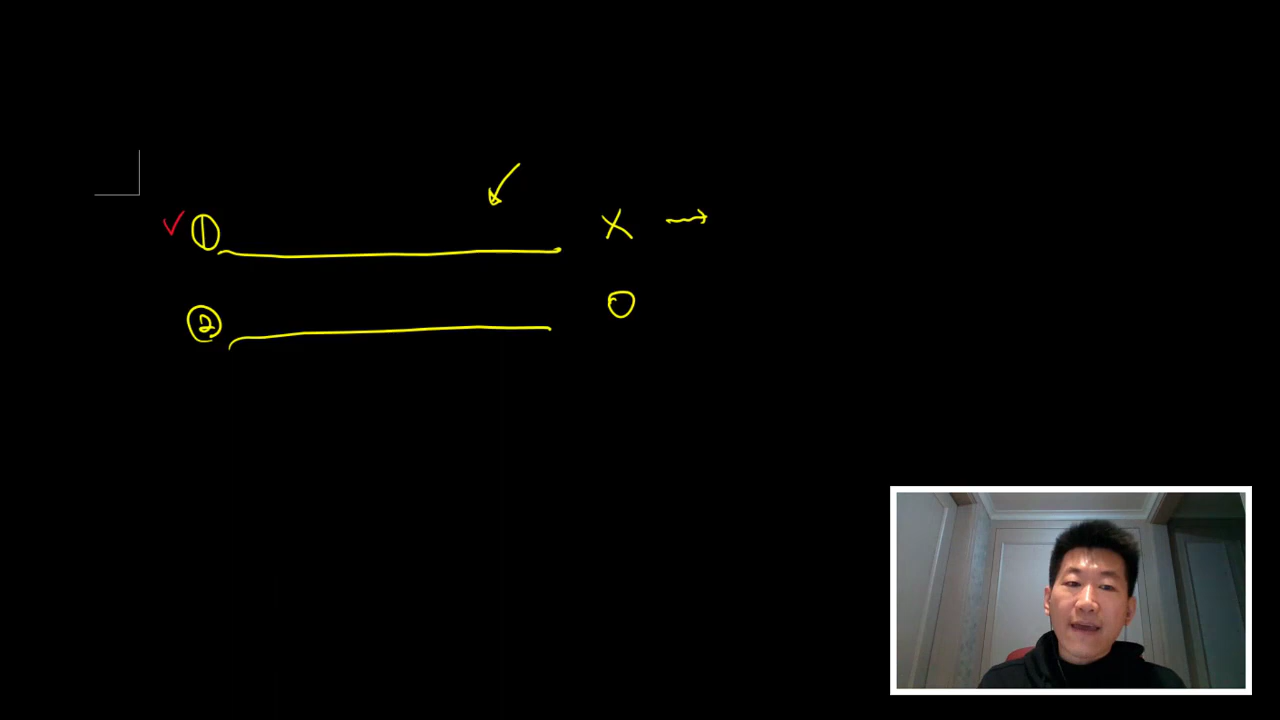 ✓ ① X →
② O